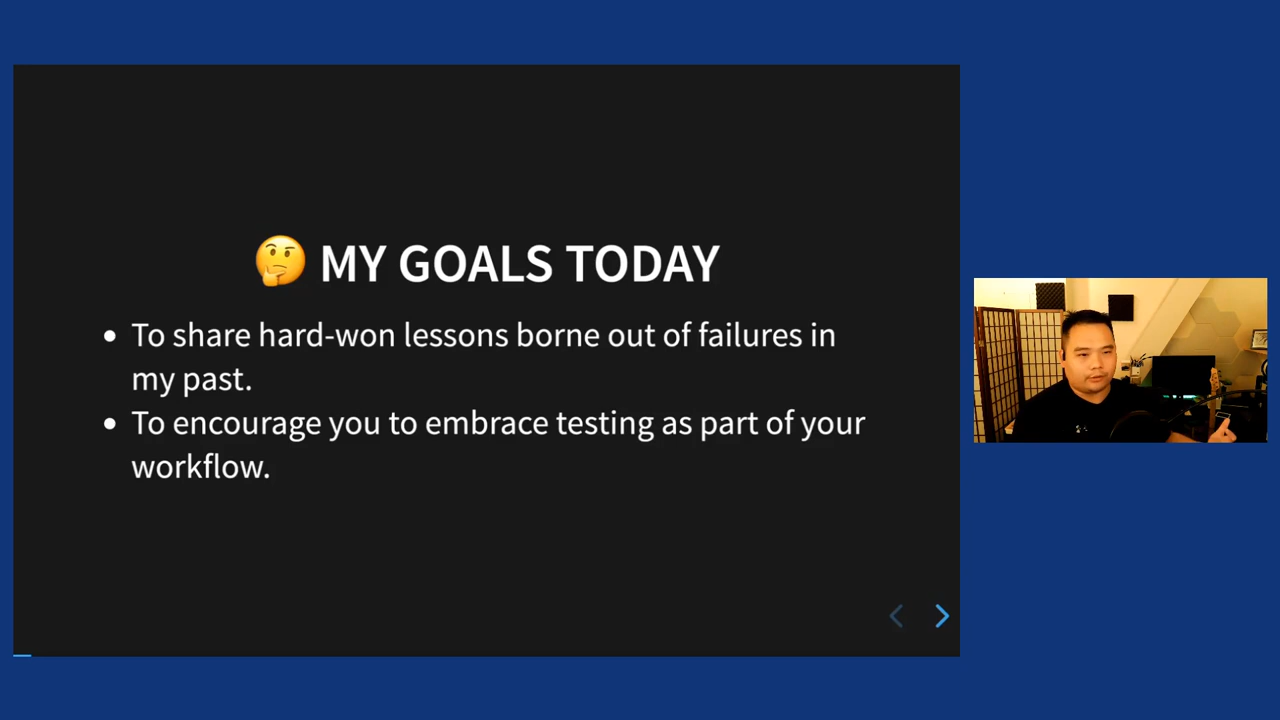 🤔 MY GOALS TODAY
• To share hard-won lessons borne out of failures in
my past.
• To encourage you to embrace testing as part of your
workflow.